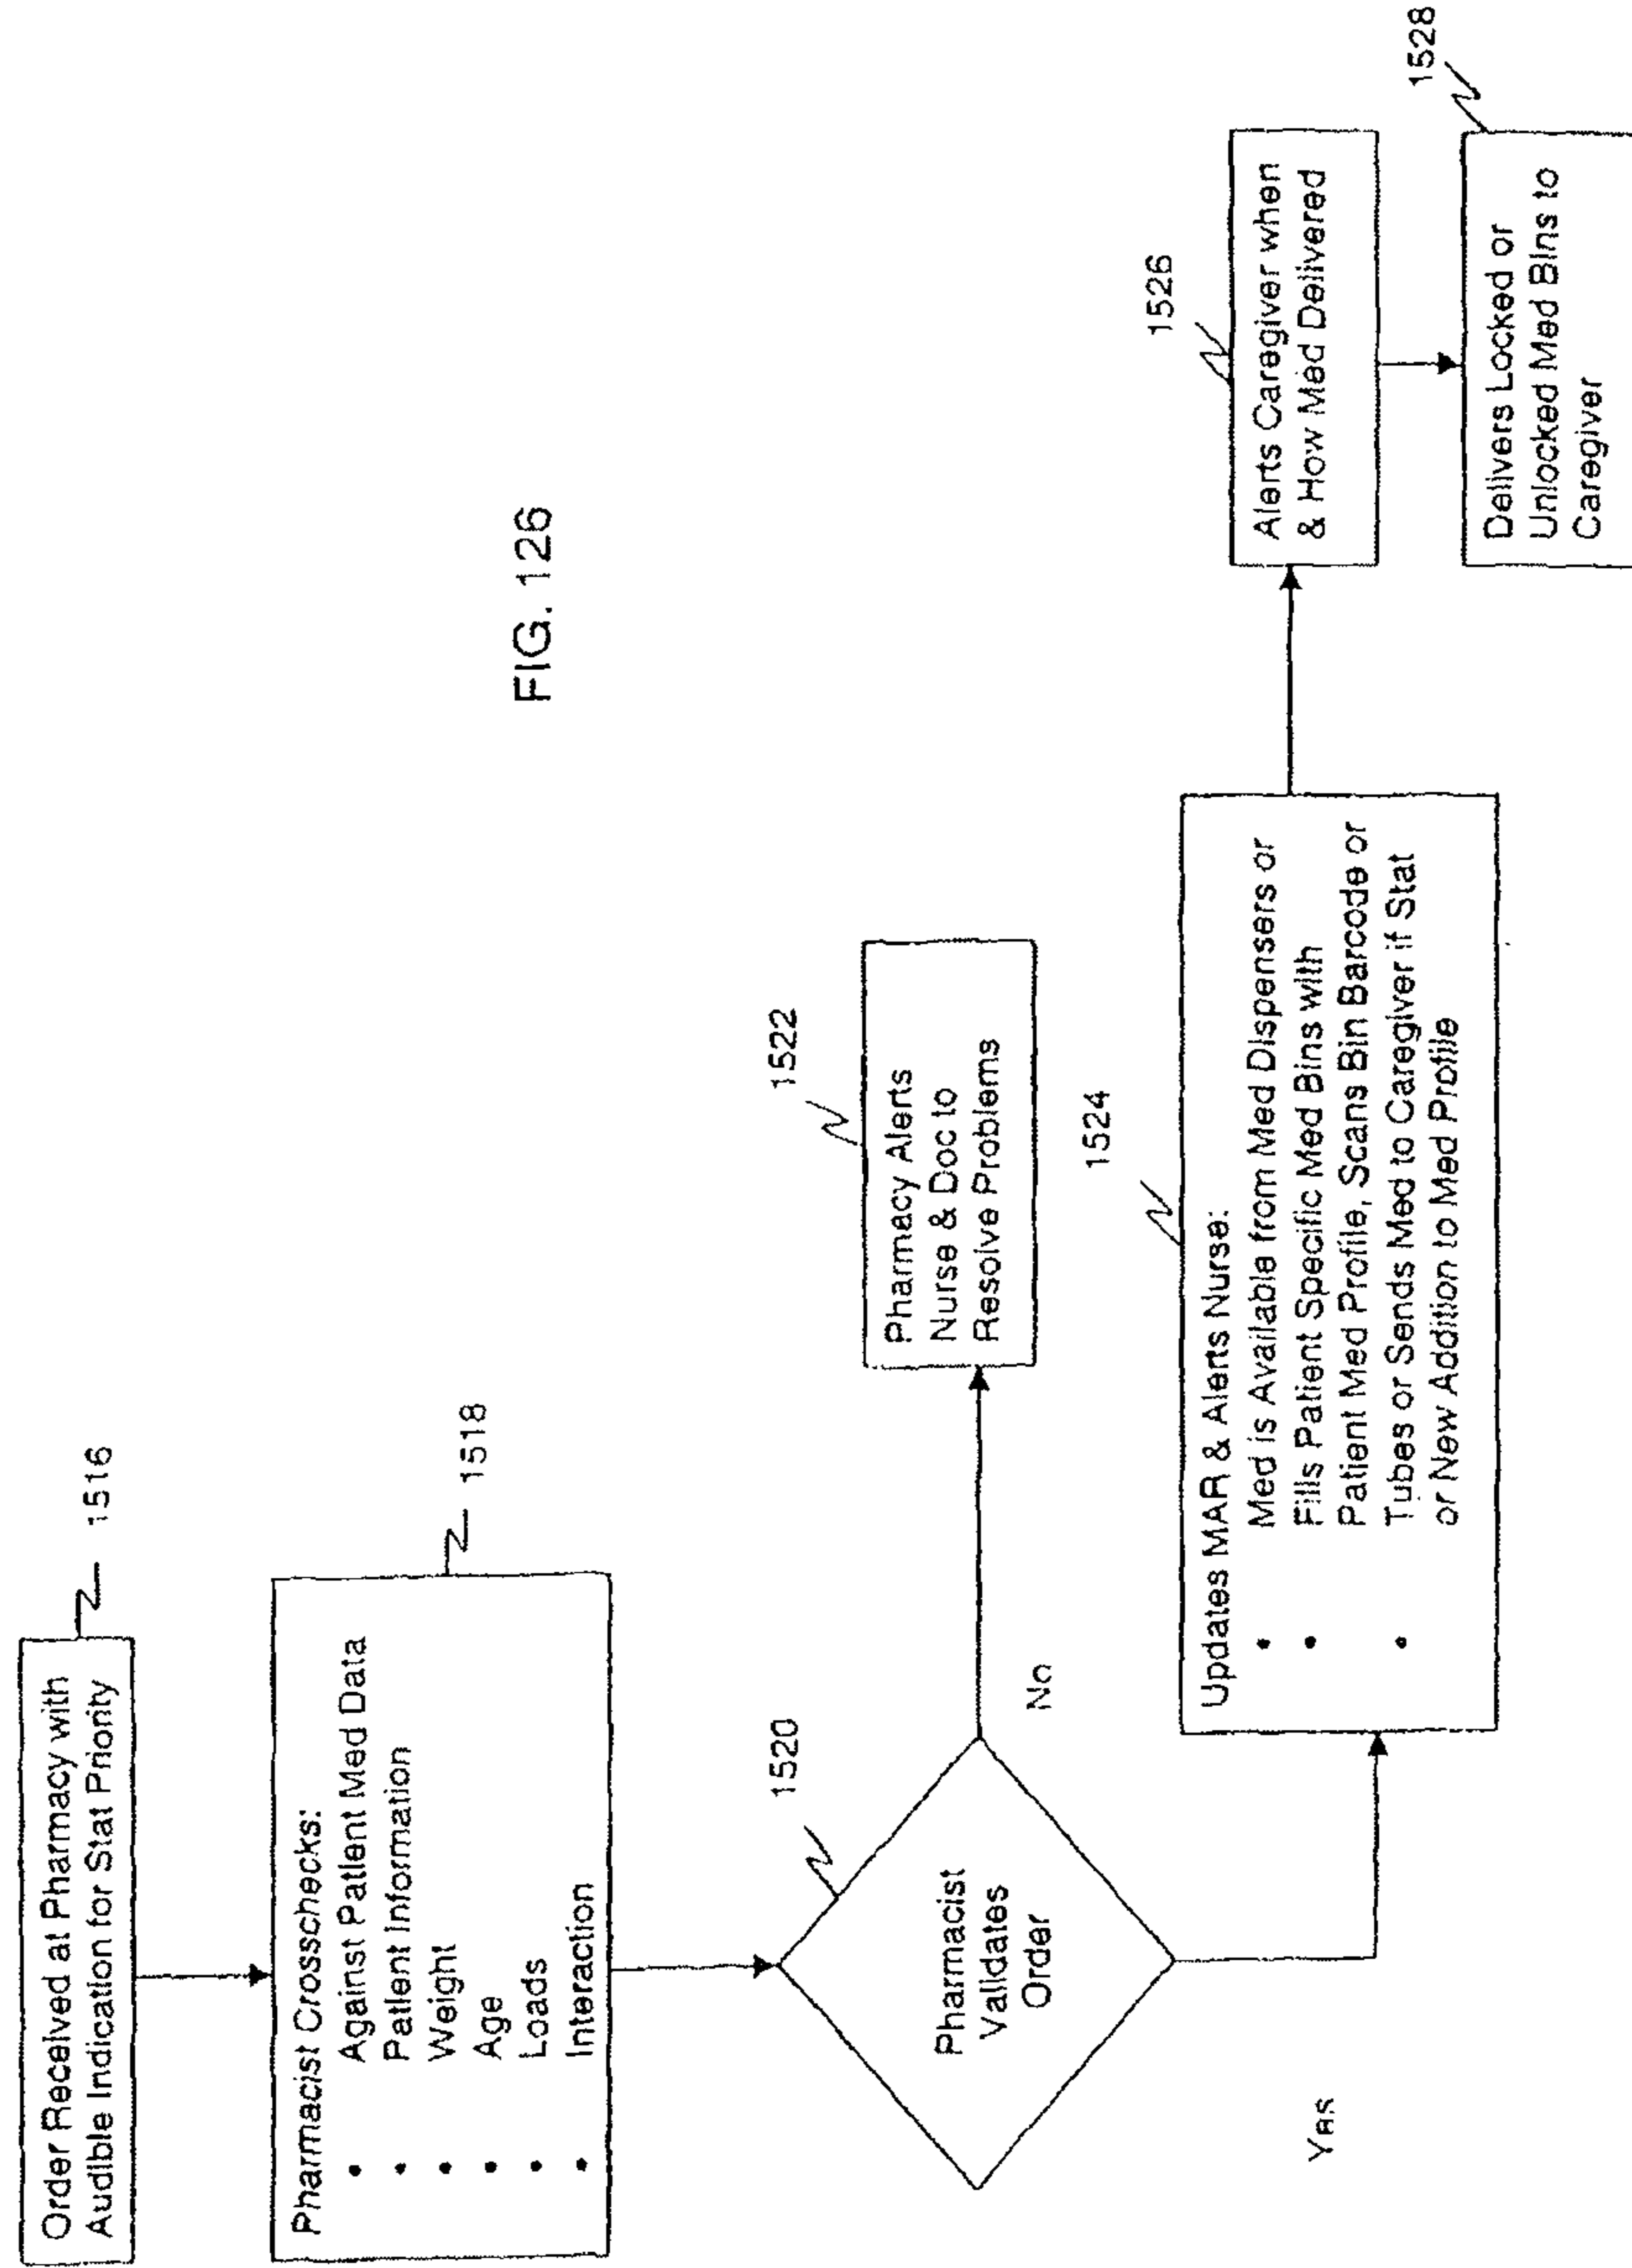 Order Received at Pharmacy with
Audible Indication for Stat Priority
1516
Pharmacist Crosschecks:
• Against Patient Med Data
• Patient Information
• Weight
• Age
• Loads
• Interaction
1518
FIG. 126
1520
Pharmacist
Validates
Order
No
Yes
1522
Pharmacy Alerts
Nurse & Doc to
Resolve Problems
1524
Updates MAR & Alerts Nurse:
• Med is Available from Med Dispensers or
• Fills Patient Specific Med Bins with
Patient Med Profile, Scans Bin Barcode or
• Tubes or Sends Med to Caregiver if Stat
or New Addition to Med Profile
1526
Alerts Caregiver when
& How Med Delivered
1528
Delivers Locked or
Unlocked Med Bins to
Caregiver